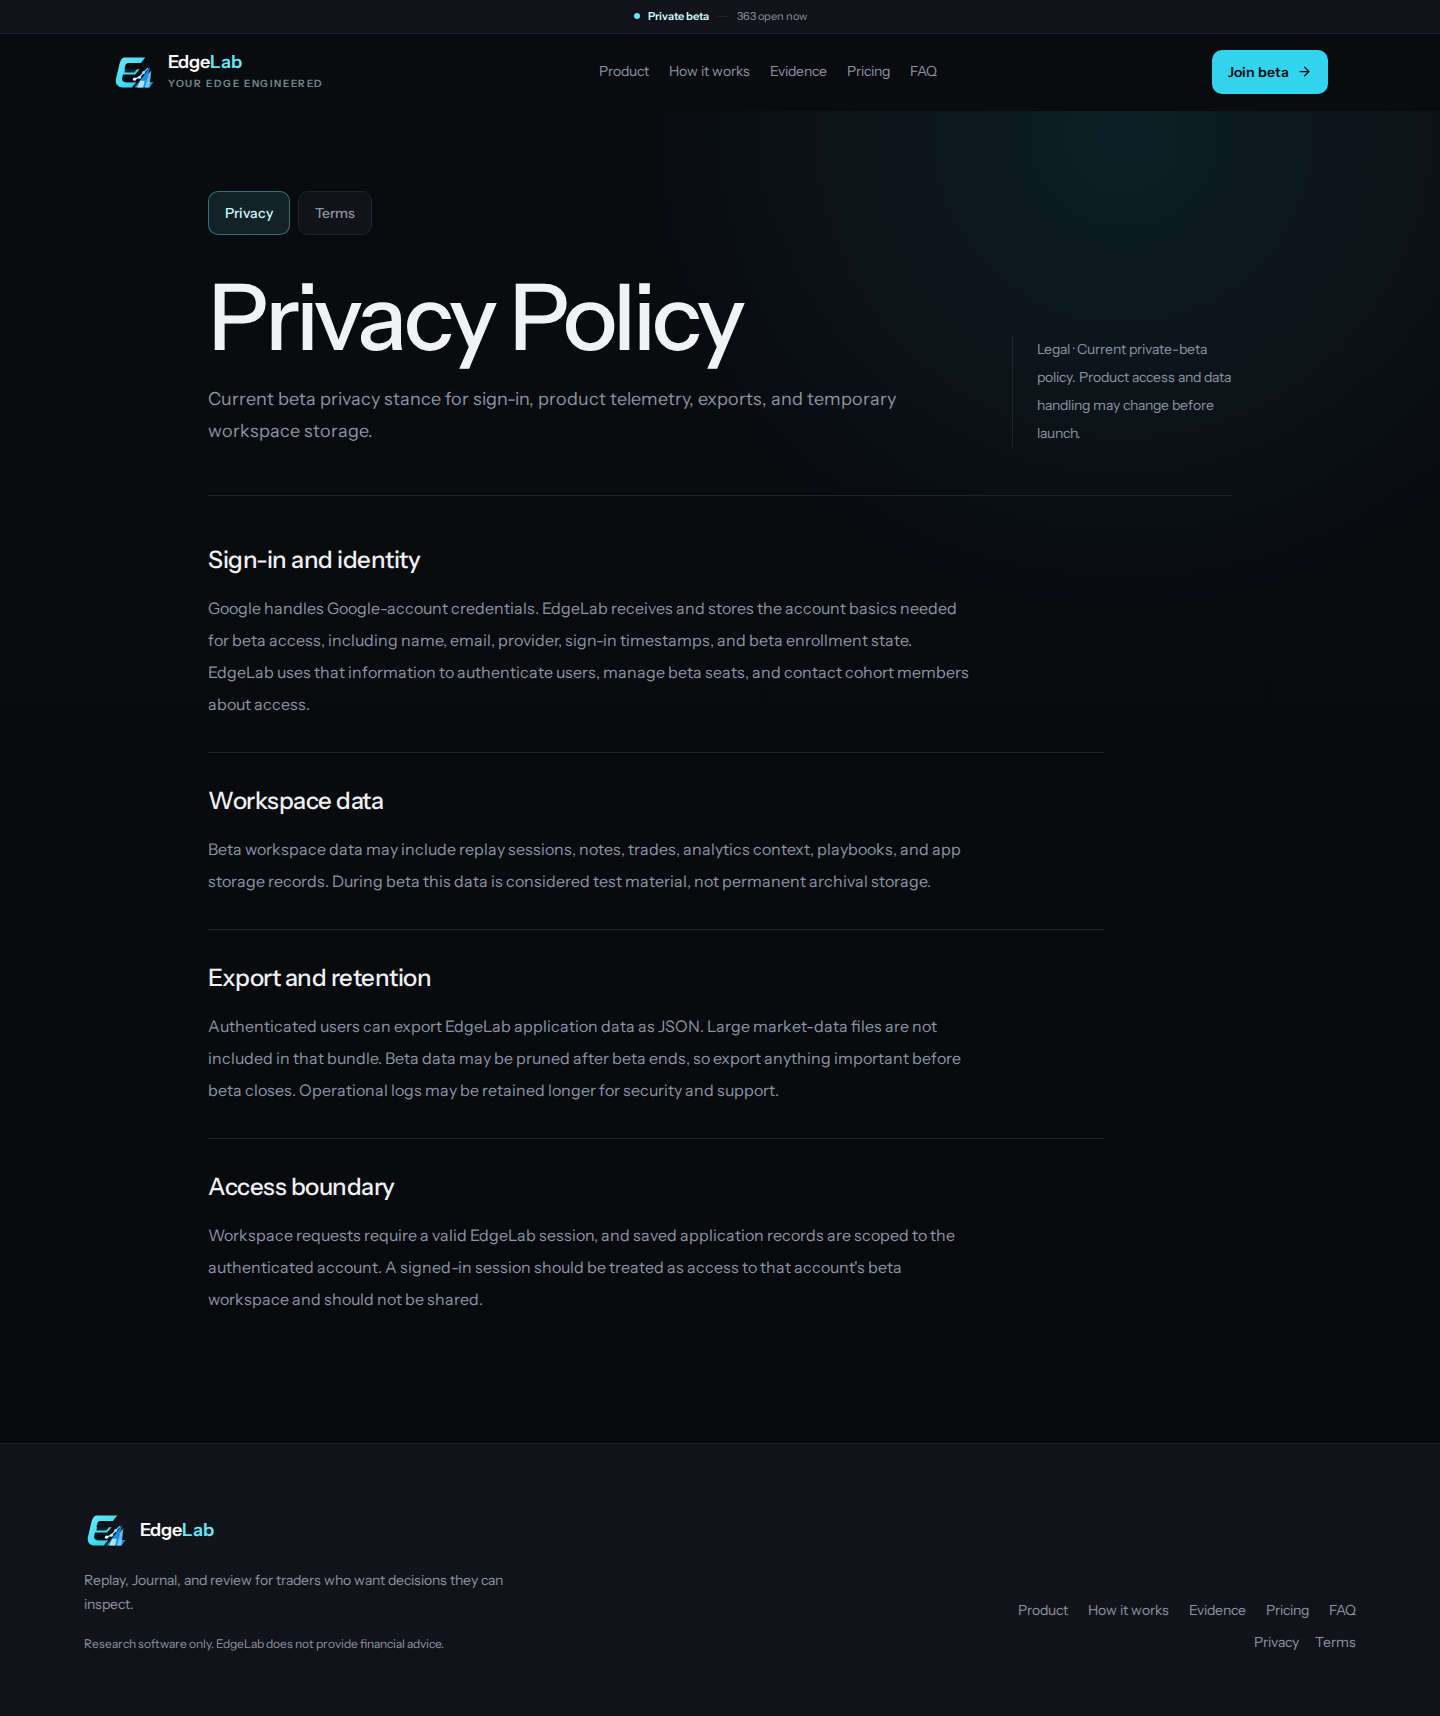 Private beta — 363 open now
EdgeLab
YOUR EDGE ENGINEERED
Product How it works Evidence Pricing FAQ
Join beta →
Privacy Terms
Privacy Policy
Current beta privacy stance for sign-in, product telemetry, exports, and temporary
workspace storage.
Legal · Current private-beta
policy. Product access and data
handling may change before
launch.
Sign-in and identity
Google handles Google-account credentials. EdgeLab receives and stores the account basics needed
for beta access, including name, email, provider, sign-in timestamps, and beta enrollment state.
EdgeLab uses that information to authenticate users, manage beta seats, and contact cohort members
about access.
Workspace data
Beta workspace data may include replay sessions, notes, trades, analytics context, playbooks, and app
storage records. During beta this data is considered test material, not permanent archival storage.
Export and retention
Authenticated users can export EdgeLab application data as JSON. Large market-data files are not
included in that bundle. Beta data may be pruned after beta ends, so export anything important before
beta closes. Operational logs may be retained longer for security and support.
Access boundary
Workspace requests require a valid EdgeLab session, and saved application records are scoped to the
authenticated account. A signed-in session should be treated as access to that account's beta
workspace and should not be shared.
EdgeLab
Replay, Journal, and review for traders who want decisions they can
inspect.
Research software only. EdgeLab does not provide financial advice.
Product How it works Evidence Pricing FAQ
Privacy Terms